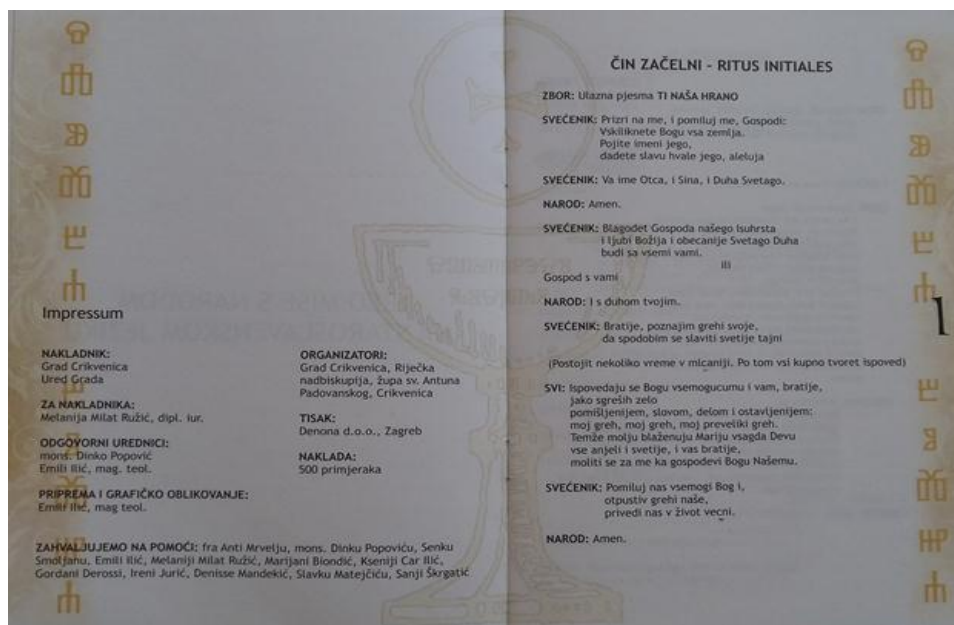 Impressum
NAKLADNIK:
Grad Crikvenica
Ured Grada
ZA NAKLADNIKA:
Melanija Milat Ružić, dipl. iur.
ODGOVORNI UREDNICI:
mons. Dinko Popović
Emili Ilić, mag. teol.
PRIPREMA I GRAFIČKO OBLIKOVANJE:
Emili Ilić, mag teol.
ORGANIZATORI:
Grad Crikvenica, Riječka
nadbiskupija, župa sv. Antuna
Padovanskog, Crikvenica
TISAK:
Denona d.o.o., Zagreb
NAKLADA:
500 primjeraka
ZAHVALJUJEMO NA POMOĆI: fra Anti Mrvelju, mons. Dinku Popoviću, Senku
Smoljanu, Emili Ilić, Melaniji Milat Ružić, Marijani Biondić, Kseniji Car Ilić,
Gordani Derossi, Ireni Jurić, Denisse Mandekić, Slavku Matejčiću, Sanji Škrgatić
ČIN ZAČELNI - RITUS INITIALES
ZBOR: Ulazna pjesma TI NAŠA HRANO
SVEĆENIK: Prizri na me, i pomiluj me, Gospodi:
Vskiliknete Bogu vsa zemlja.
Pojite imeni jego,
dadete slavu hvale jego, aleluja
SVEĆENIK: Va ime Otca, i Sina, i Duha Svetago.
NAROD: Amen.
SVEĆENIK: Blagodet Gospoda našego Isuhrsta
i ljubi Božija i obecanije Svetago Duha
budi sa vsemi vami.
ili
Gospod s vami
NAROD: I s duhom tvojim.
SVEĆENIK: Bratije, poznajim grehi svoje,
da spodobim se slaviti svetije tajni
(Postojit nekoliko vreme v mlcaniji. Po tom vsi kupno tvoret ispoved)
SVI: Ispovedaju se Bogu vsemogucumu i vam, bratije,
jako sgreših zelo
pomišljenijem, slovom, delom i ostavljenijem:
moj greh, moj greh, moj preveliki greh.
Temže molju blaženuju Mariju vsagda Devu
vse anjeli i svetije, i vas bratije,
moliti se za me ka gospodevi Bogu Našemu.
SVEĆENIK: Pomiluj nas vsemogi Bog i,
otpustiv grehi naše,
privedi nas v život vecni.
NAROD: Amen.
1